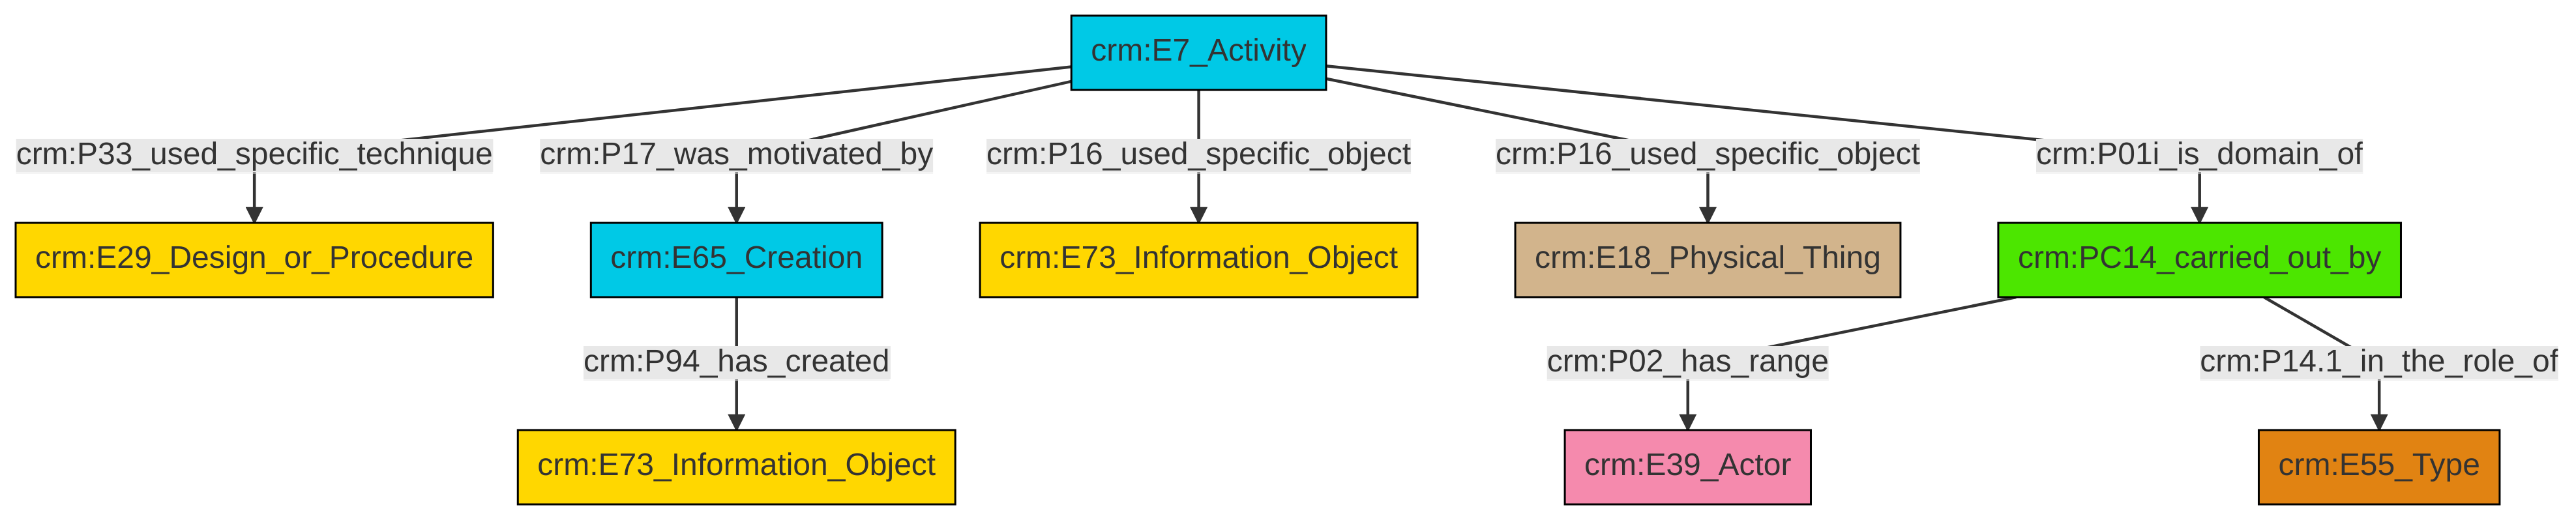 crm:E7_Activity
crm:P33_used_specific_technique
crm:P17_was_motivated_by
crm:P16_used_specific_object
crm:P16_used_specific_object
crm:P01i_is_domain_of
crm:E29_Design_or_Procedure
crm:E65_Creation
crm:E73_Information_Object
crm:E18_Physical_Thing
crm:PC14_carried_out_by
crm:P94_has_created
crm:P02_has_range
crm:P14.1_in_the_role_of
crm:E73_Information_Object
crm:E39_Actor
crm:E55_Type